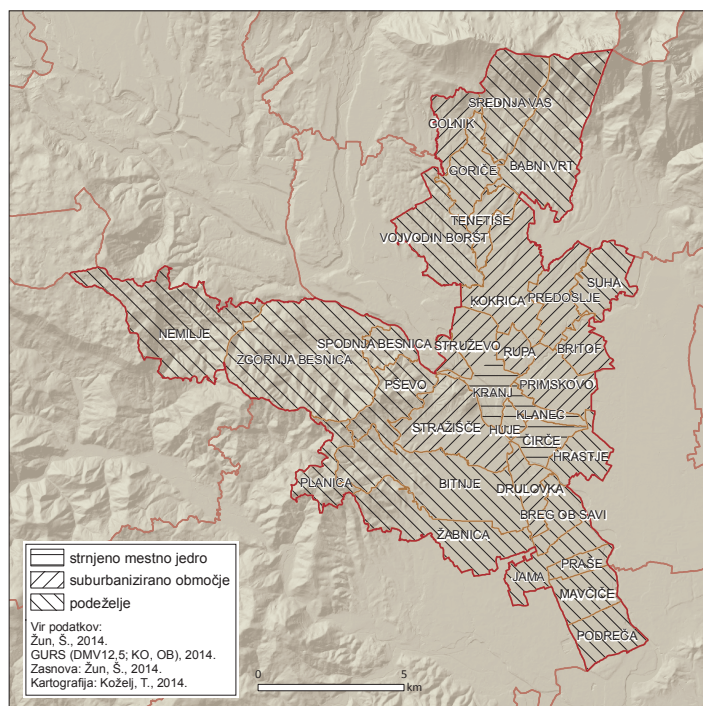 SREDNJA VAS
GOLNIK
BABNI VRT
GORIČE
TENETIŠE
VOJVODIN BORŠT
SUHA
KOKRICA
PREDOSLJE
NEMILJE
SPODNJA BESNICA
STRUŽEVO
ZGORNJA BESNICA
RUPA
BRITOF
PŠEVO
KRANJ
PRIMSKOVO
KLANEC
STRAŽIŠČE
HUJE
ČIRČE
HRASTJE
PLANICA
BITNJE
DRULOVKA
BREG OB SAVI
ŽABNICA
PRAŠE
JAMA
MAVČIČE
PODREČA
strnjeno mestno jedro
suburbanizirano območje
podeželje
Vir podatkov:
Žun, Š., 2014.
GURS (DMV12,5; KO, OB), 2014.
Zasnova: Žun, Š., 2014.
Kartografija: Koželj, T., 2014.
0 5
km